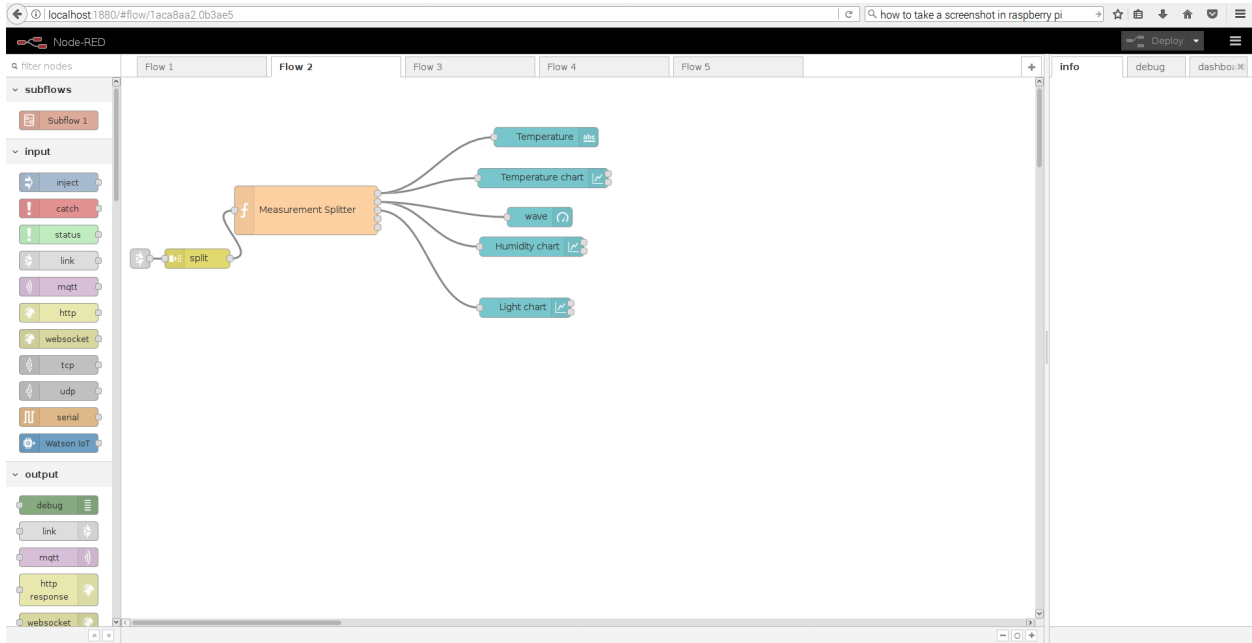 localhost:1880/#flow/1aca8aa2.0b3ae5
how to take a screenshot in raspberry pi
Node-RED
Deploy
filter nodes
Flow 1
Flow 2
Flow 3
Flow 4
Flow 5
info
debug
dashboa
subflows
Subflow 1
input
inject
catch
status
link
mqtt
http
websocket
tcp
udp
serial
Watson IoT
output
debug
link
mqtt
http
response
websocket
Temperature
abc
Temperature chart
Measurement Splitter
wave
Humidity chart
split
Light chart